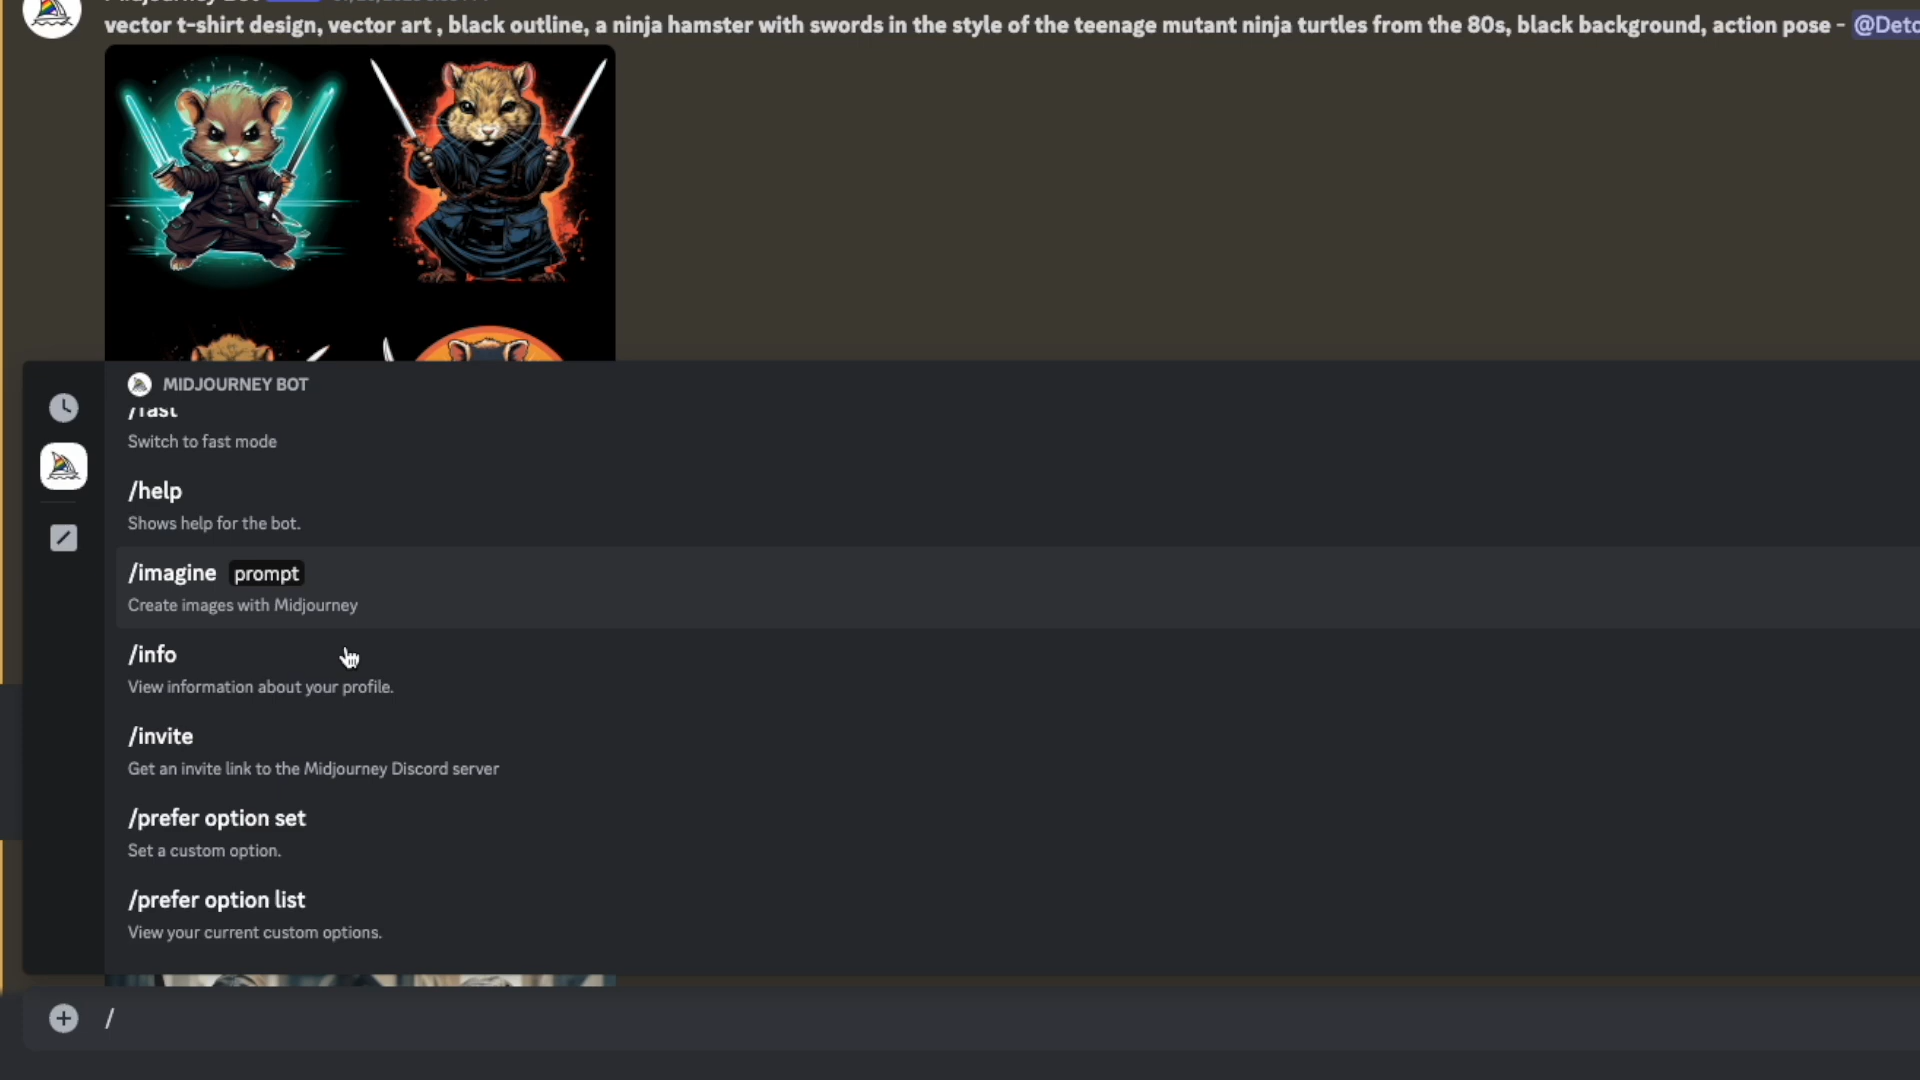 vector t-shirt design, vector art , black outline, a ninja hamster with swords in the style of the teenage mutant ninja turtles from the 80s, black background, action pose - @Detc
MIDJOURNEY BOT
/fast
Switch to fast mode
/help
Shows help for the bot.
/imagine prompt
Create images with Midjourney
/info
View information about your profile.
/invite
Get an invite link to the Midjourney Discord server
/prefer option set
Set a custom option.
/prefer option list
View your current custom options.
/